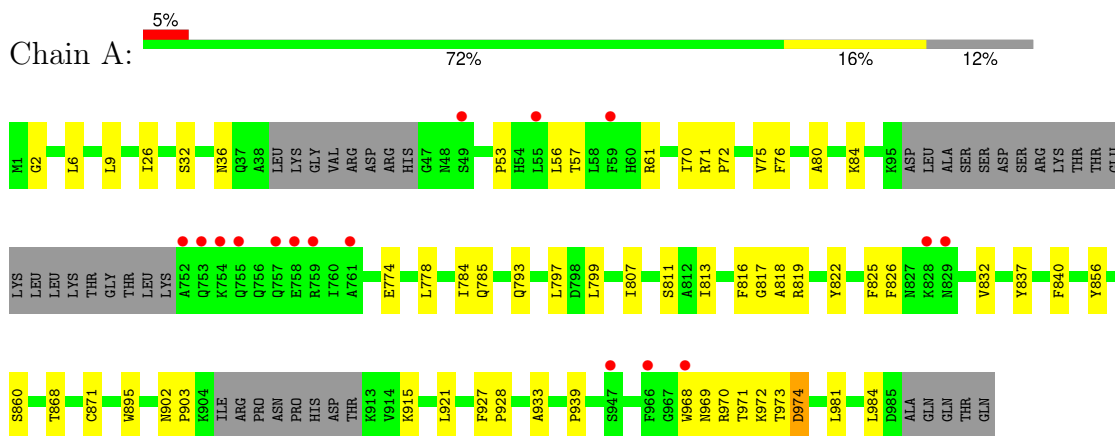 5%
Chain A:
72% 16% 12%
M1 G2 L6 L9 I26 S32 N36 Q37 A38 LEU LYS GLY VAL ARG ASP ARG HIS G47 N48 S49 P53 H54 L55 L56 T57 L58 F59 H60 R61 I70 R71 P72 V75 F76 A80 K84 K95 ASP LEU ALA SER SER ASP SER ARG LYS THR THR GLU
LYS LEU LEU LYS THR GLY THR LEU LYS A752 Q753 K754 Q755 Q756 Q757 E758 R759 I760 A761 E774 L778 I784 Q785 Q793 L797 D798 L799 I807 S811 A812 I813 F816 G817 A818 R819 Y822 F825 F826 N827 K828 N829 V832 Y837 F840 Y856
S860 T868 C871 W895 N902 P903 K904 ILE ARG PRO ASN PRO HIS ASP THR K913 V914 K915 L921 F927 P928 A933 P939 S947 F966 G967 W968 N969 R970 T971 K972 T973 D974 L981 L984 D985 ALA GLN GLN THR GLN